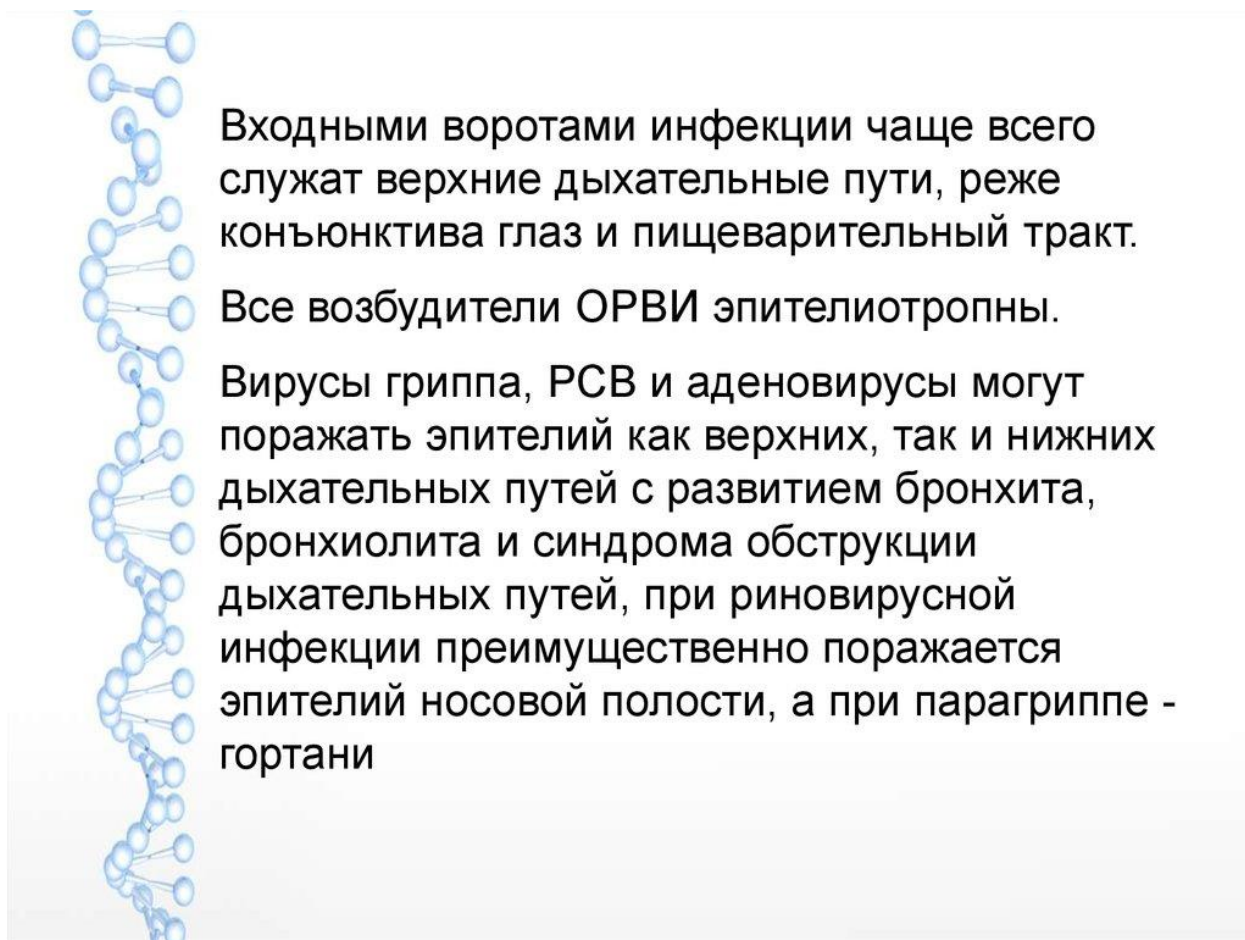 Входными воротами инфекции чаще всего
служат верхние дыхательные пути, реже
конъюнктива глаз и пищеварительный тракт.
Все возбудители ОРВИ эпителиотропны.
Вирусы гриппа, РСВ и аденовирусы могут
поражать эпителий как верхних, так и нижних
дыхательных путей с развитием бронхита,
бронхиолита и синдрома обструкции
дыхательных путей, при риновирусной
инфекции преимущественно поражается
эпителий носовой полости, а при парагриппе -
гортани